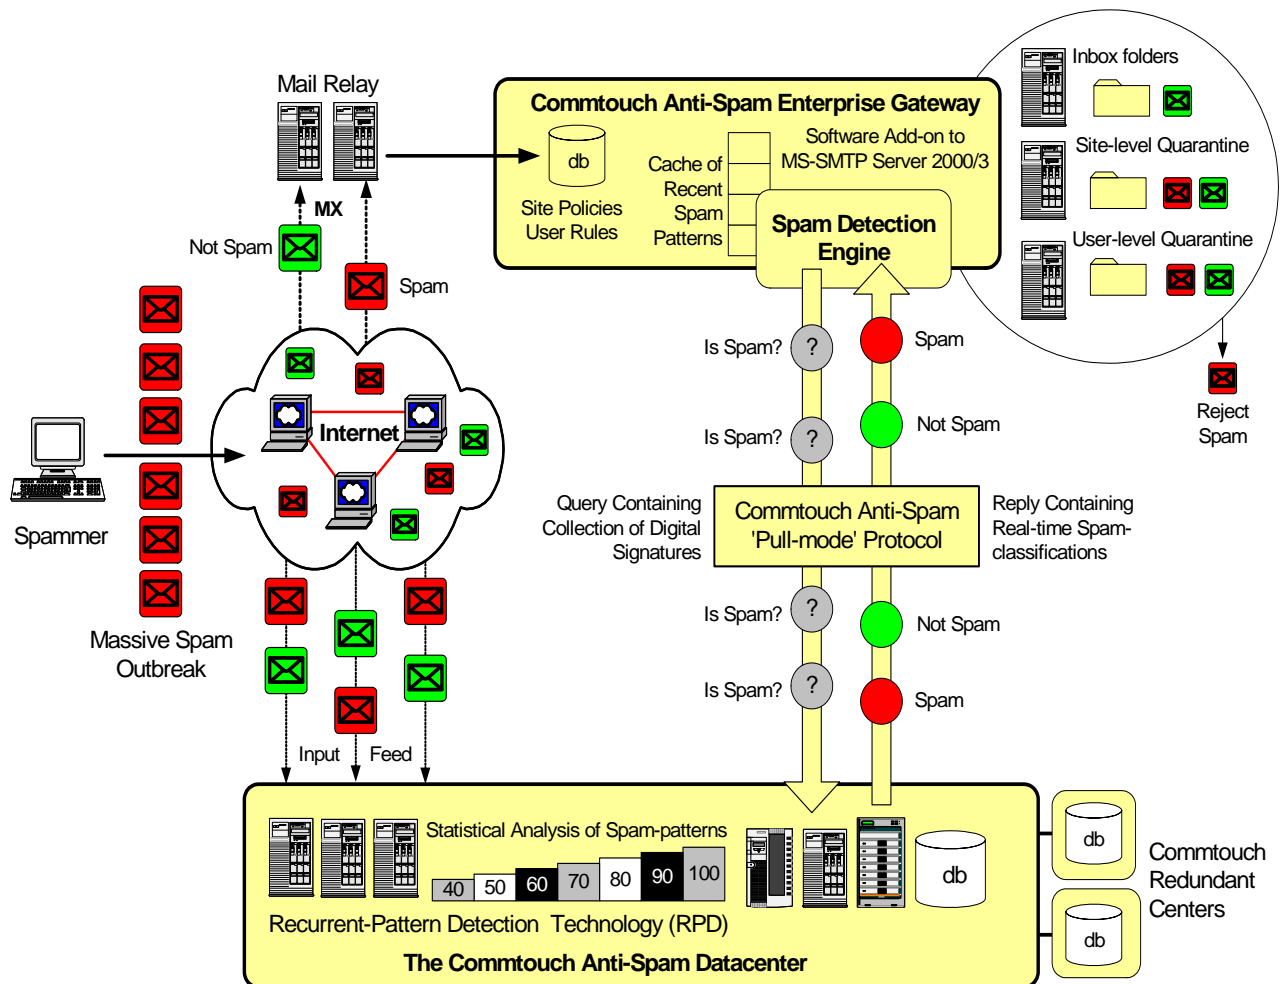 Mail Relay
MX
Not Spam
Spam
Commtouch Anti-Spam Enterprise Gateway
db
Site Policies
User Rules
Cache of
Recent
Spam
Patterns
Software Add-on to
MS-SMTP Server 2000/3
Spam Detection
Engine
Inbox folders
Site-level Quarantine
User-level Quarantine
Reject
Spam
Spammer
Massive Spam
Outbreak
Internet
Is Spam?
?
Spam
Is Spam?
?
Not Spam
Query Containing
Collection of Digital
Signatures
Commtouch Anti-Spam
'Pull-mode' Protocol
Reply Containing
Real-time Spam-
classifications
Is Spam?
?
Not Spam
Is Spam?
?
Spam
Input Feed
Statistical Analysis of Spam-patterns
40 50 60 70 80 90 100
Recurrent-Pattern Detection Technology (RPD)
db
The Commtouch Anti-Spam Datacenter
db
db
Commtouch
Redundant
Centers